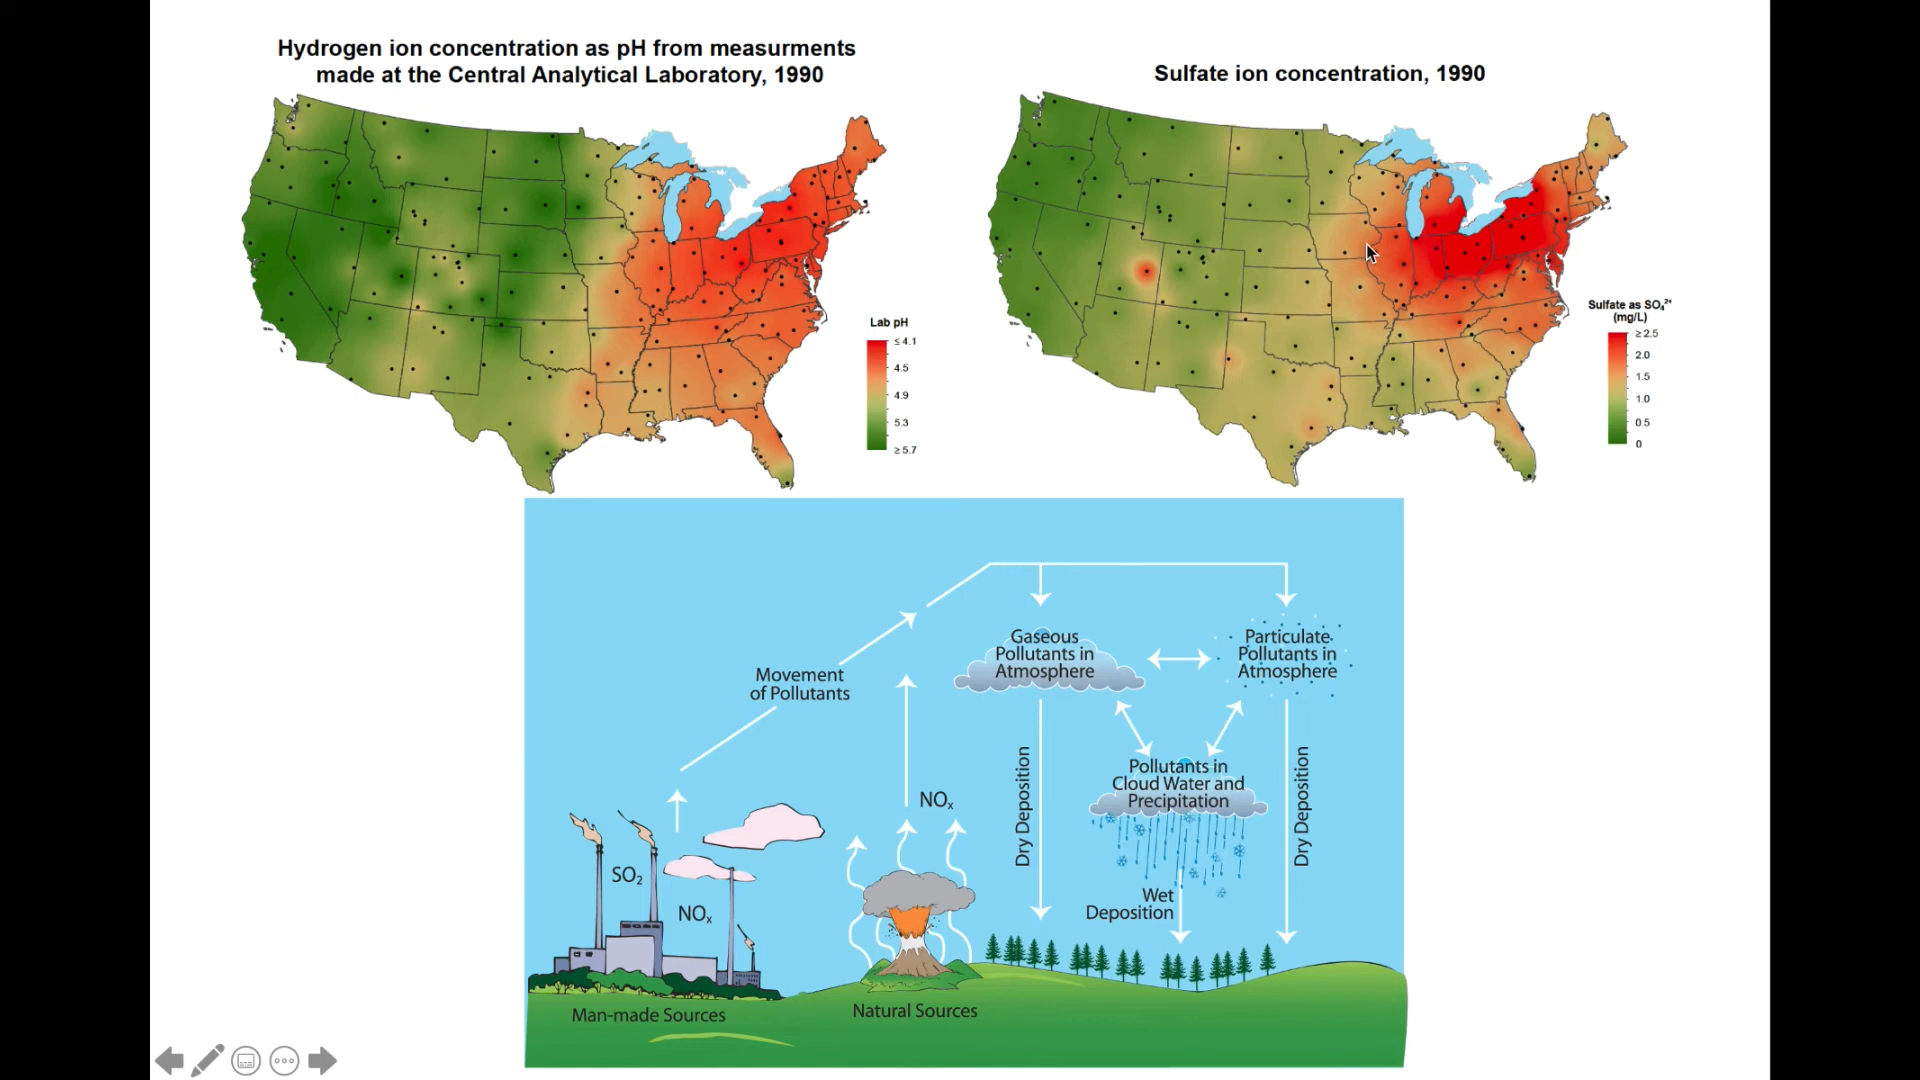 Hydrogen ion concentration as pH from measurments
made at the Central Analytical Laboratory, 1990
Lab pH
≤ 4.1
4.5
4.9
5.3
≥ 5.7
Sulfate ion concentration, 1990
Sulfate as SO₄²⁻
(mg/L)
≥ 2.5
2.0
1.5
1.0
0.5
0
Movement
of Pollutants
Gaseous
Pollutants in
Atmosphere
Particulate
Pollutants in
Atmosphere
Pollutants in
Cloud Water and
Precipitation
NOₓ
SO₂
NOₓ
Dry Deposition
Wet
Deposition
Dry Deposition
Man-made Sources
Natural Sources